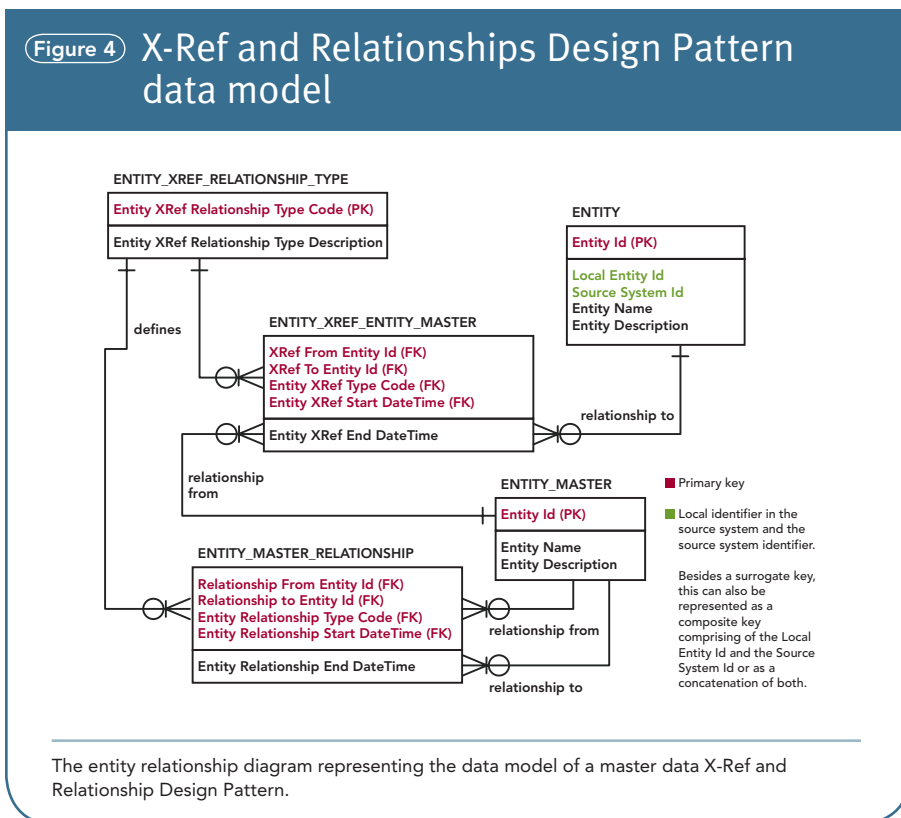 Figure 4
X-Ref and Relationships Design Pattern
data model
ENTITY_XREF_RELATIONSHIP_TYPE
Entity XRef Relationship Type Code (PK)
Entity XRef Relationship Type Description
ENTITY
Entity Id (PK)
Local Entity Id
Source System Id
Entity Name
Entity Description
defines
ENTITY_XREF_ENTITY_MASTER
XRef From Entity Id (FK)
XRef To Entity Id (FK)
Entity XRef Type Code (FK)
Entity XRef Start DateTime (FK)
Entity XRef End DateTime
relationship to
relationship
from
ENTITY_MASTER
Entity Id (PK)
Entity Name
Entity Description
ENTITY_MASTER_RELATIONSHIP
Relationship From Entity Id (FK)
Relationship to Entity Id (FK)
Entity Relationship Type Code (FK)
Entity Relationship Start DateTime (FK)
Entity Relationship End DateTime
relationship from
relationship to
Primary key
Local identifier in the
source system and the
source system identifier.
Besides a surrogate key,
this can also be
represented as a
composite key
comprising of the Local
Entity Id and the Source
System Id or as a
concatenation of both.
The entity relationship diagram representing the data model of a master data X-Ref and
Relationship Design Pattern.